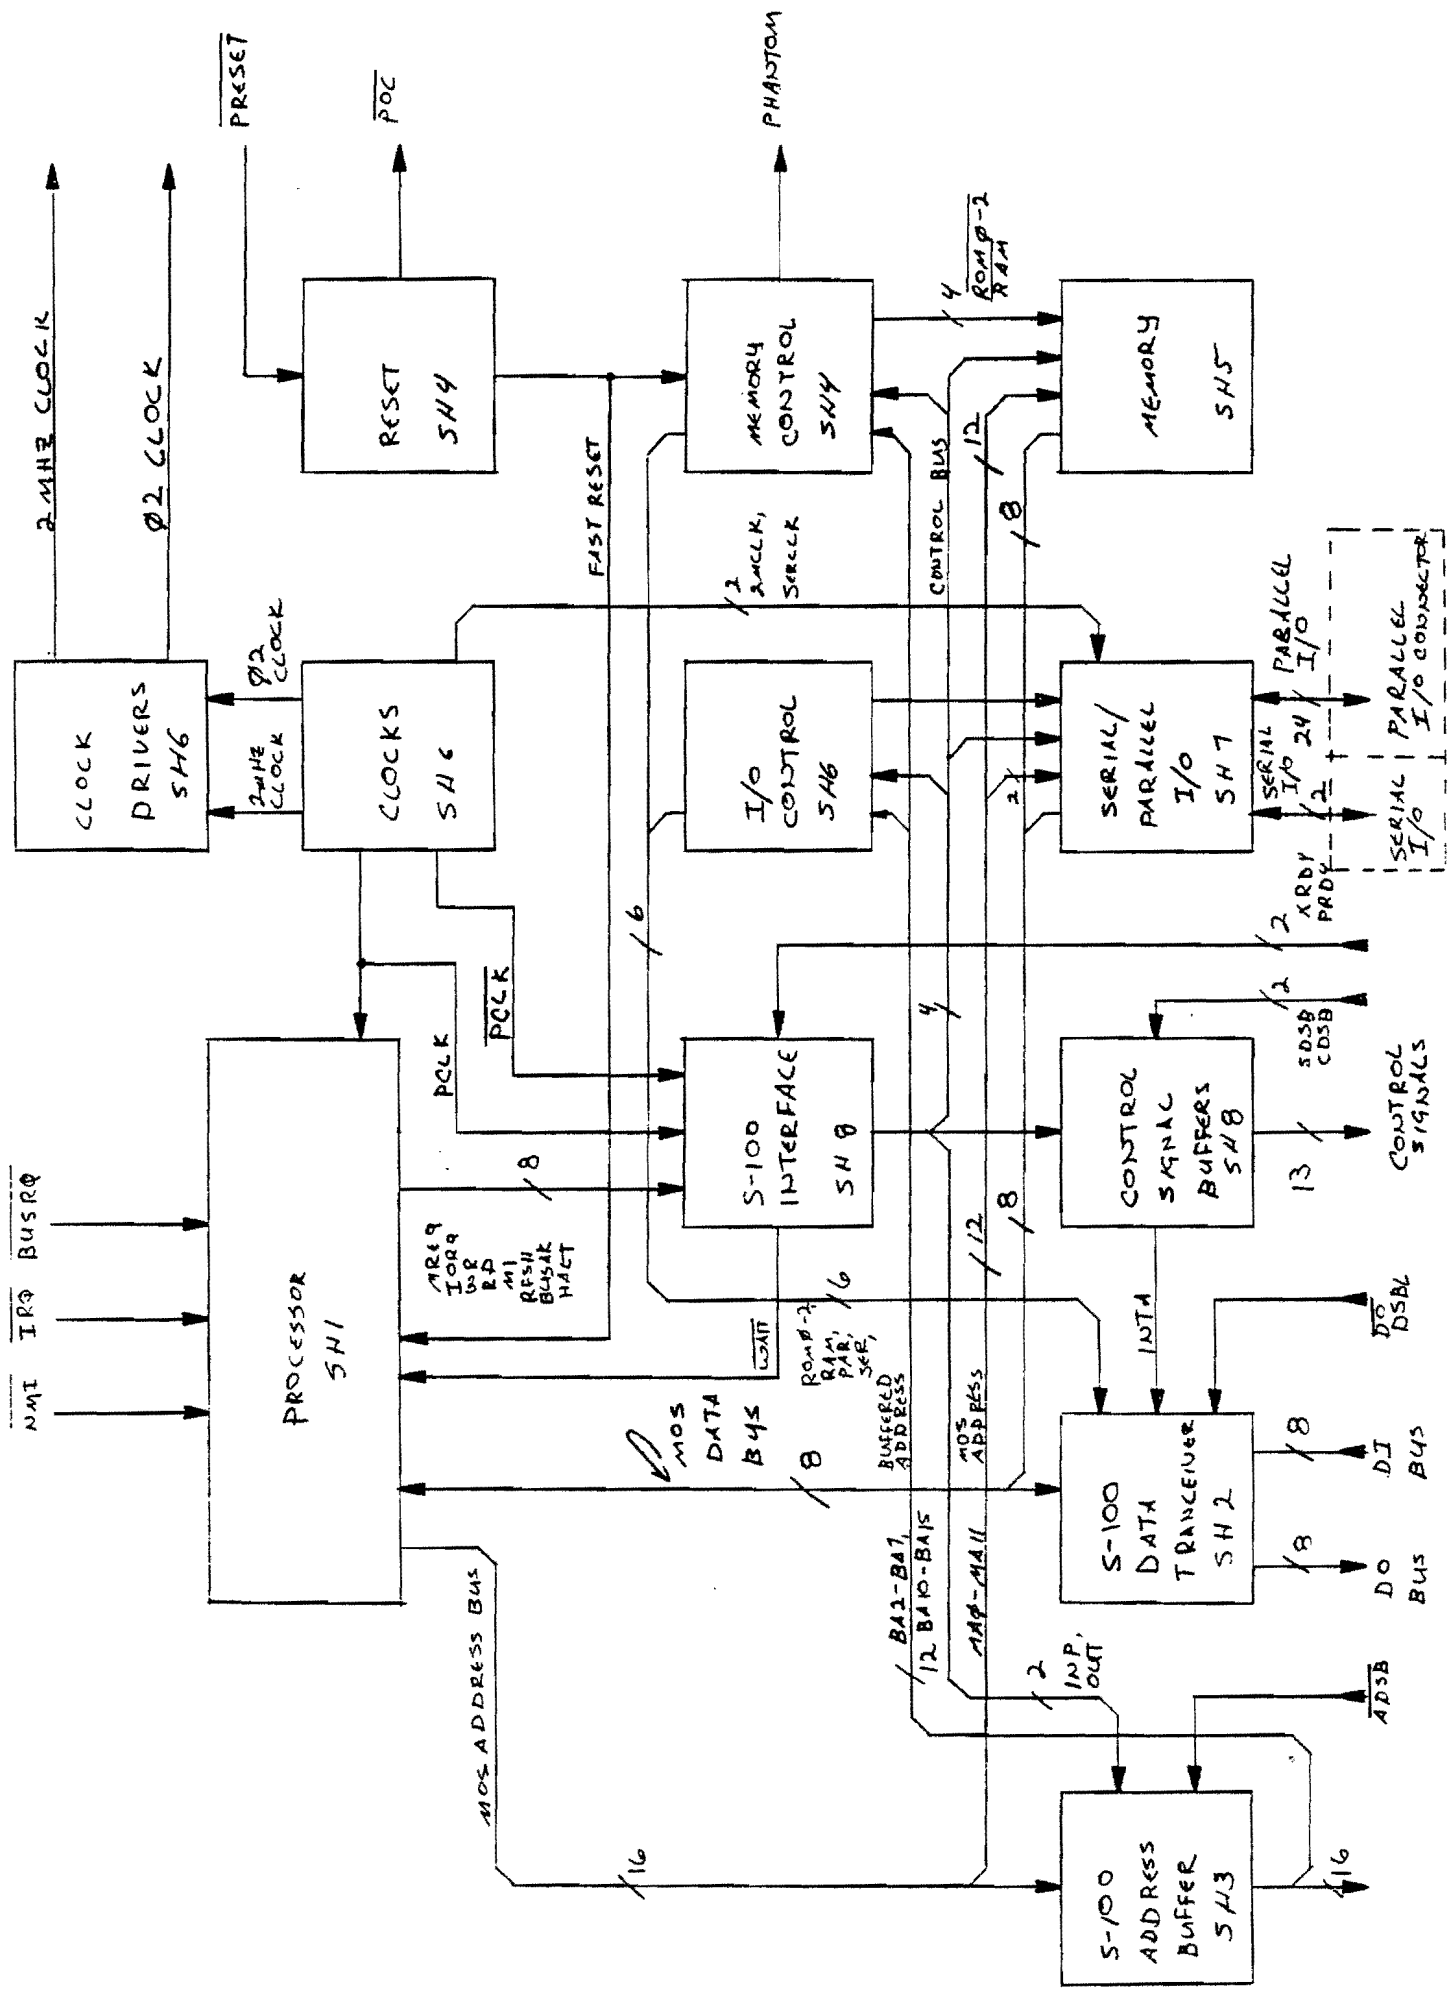 2MHZ CLOCK
Ø2 CLOCK
PRESET
POC
PHANTOM
CLOCK
DRIVERS
SH6
2MHZ
CLOCK
Ø2
CLOCK
CLOCKS
SH6
RESET
SH4
FAST RESET
MEMORY
CONTROL
SH4
4
ROMØ-2
RAM
MEMORY
SH5
2
2MCLK,
SERCLK
CONTROL BUS
12
8
I/O
CONTROL
SH6
SERIAL/
PARALLEL
I/O
SH7
2
PARALLEL
I/O
24
SERIAL
I/O
2
PARALLEL
I/O CONNECTOR
SERIAL
I/O
NMI
IRQ
BUSRQ
PROCESSOR
SH1
PCLK
PCLK
8
MREQ
IORQ
WR
RD
M1
RFSH
BUSAK
HALT
S-100
INTERFACE
SH8
WAIT
6
4
2
XRDY
PRDY
2
SDSB
CDSB
CONTROL
SIGNAL
BUFFERS
SH8
13
CONTROL
SIGNALS
12
8
6
ROMØ-2,
RAM,
PAR,
SER,
INTA
DO
DSBL
MOS
DATA
BUS
8
BUFFERED
ADDRESS
MOS
ADDRESS
S-100
DATA
TRANCEIVER
SH2
8
DI
BUS
8
DO
BUS
MOS ADDRESS BUS
16
BA2-BA7,
BA10-BA15
12
MAØ-MA11
2
INP,
OUT
ADSB
S-100
ADDRESS
BUFFER
SH3
16